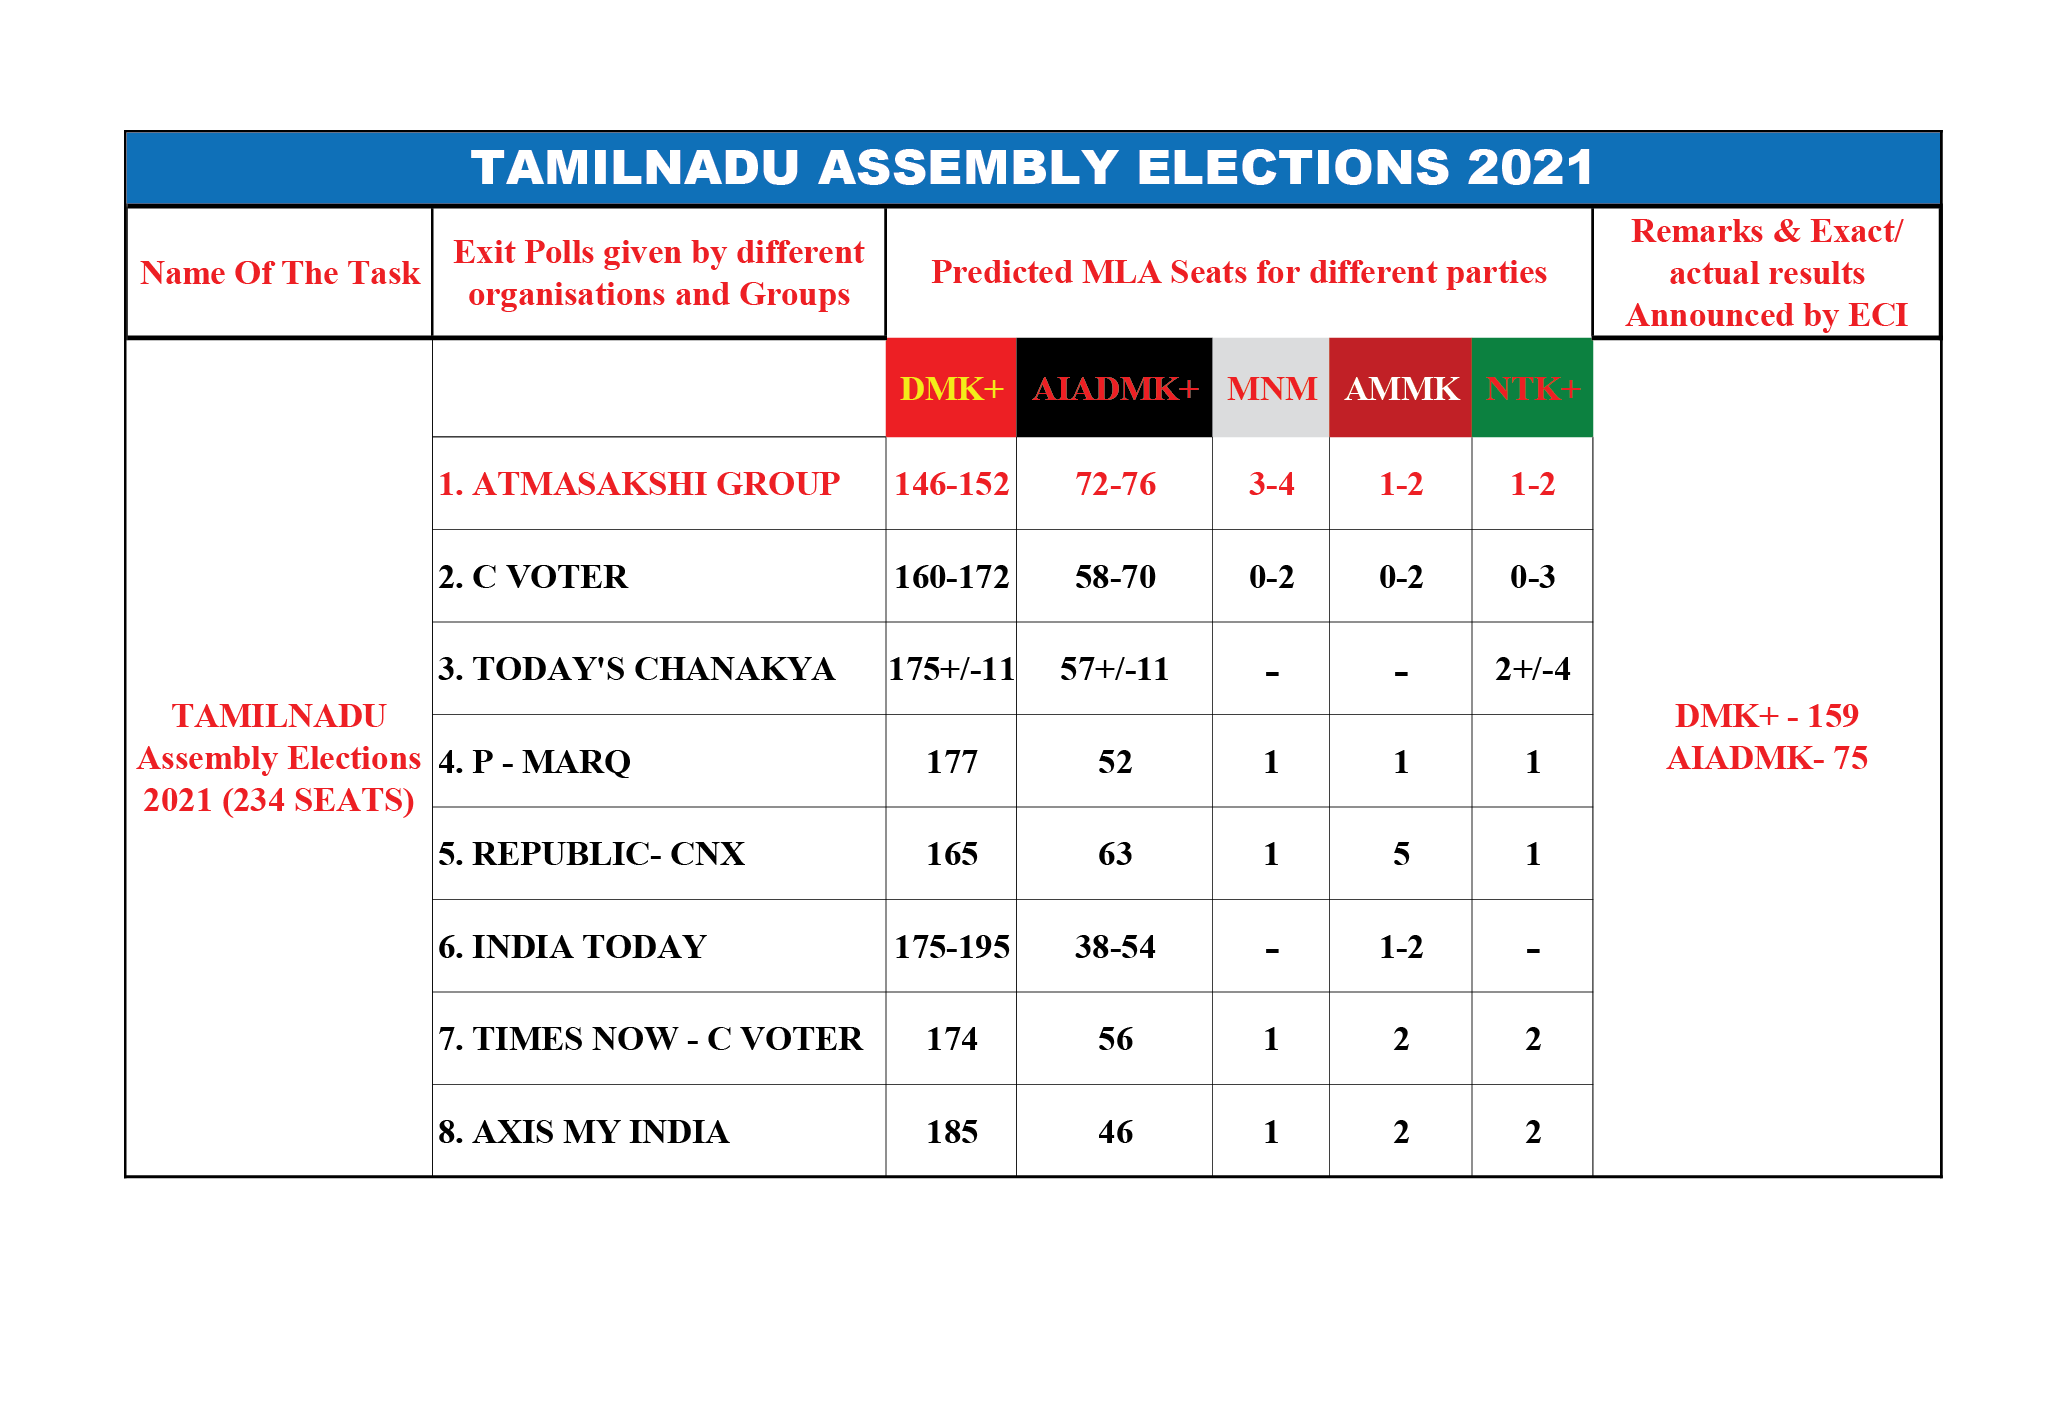 TAMILNADU ASSEMBLY ELECTIONS 2021
Name Of The Task
Exit Polls given by different
organisations and Groups
Predicted MLA Seats for different parties
Remarks & Exact/
actual results
Announced by ECI
DMK+ AIADMK+ MNM AMMK NTK+
1. ATMASAKSHI GROUP 146-152 72-76 3-4 1-2 1-2
2. C VOTER 160-172 58-70 0-2 0-2 0-3
3. TODAY'S CHANAKYA 175+/-11 57+/-11 - - 2+/-4
4. P - MARQ 177 52 1 1 1
5. REPUBLIC- CNX 165 63 1 5 1
6. INDIA TODAY 175-195 38-54 - 1-2 -
7. TIMES NOW - C VOTER 174 56 1 2 2
8. AXIS MY INDIA 185 46 1 2 2
TAMILNADU
Assembly Elections
2021 (234 SEATS)
DMK+ - 159
AIADMK- 75